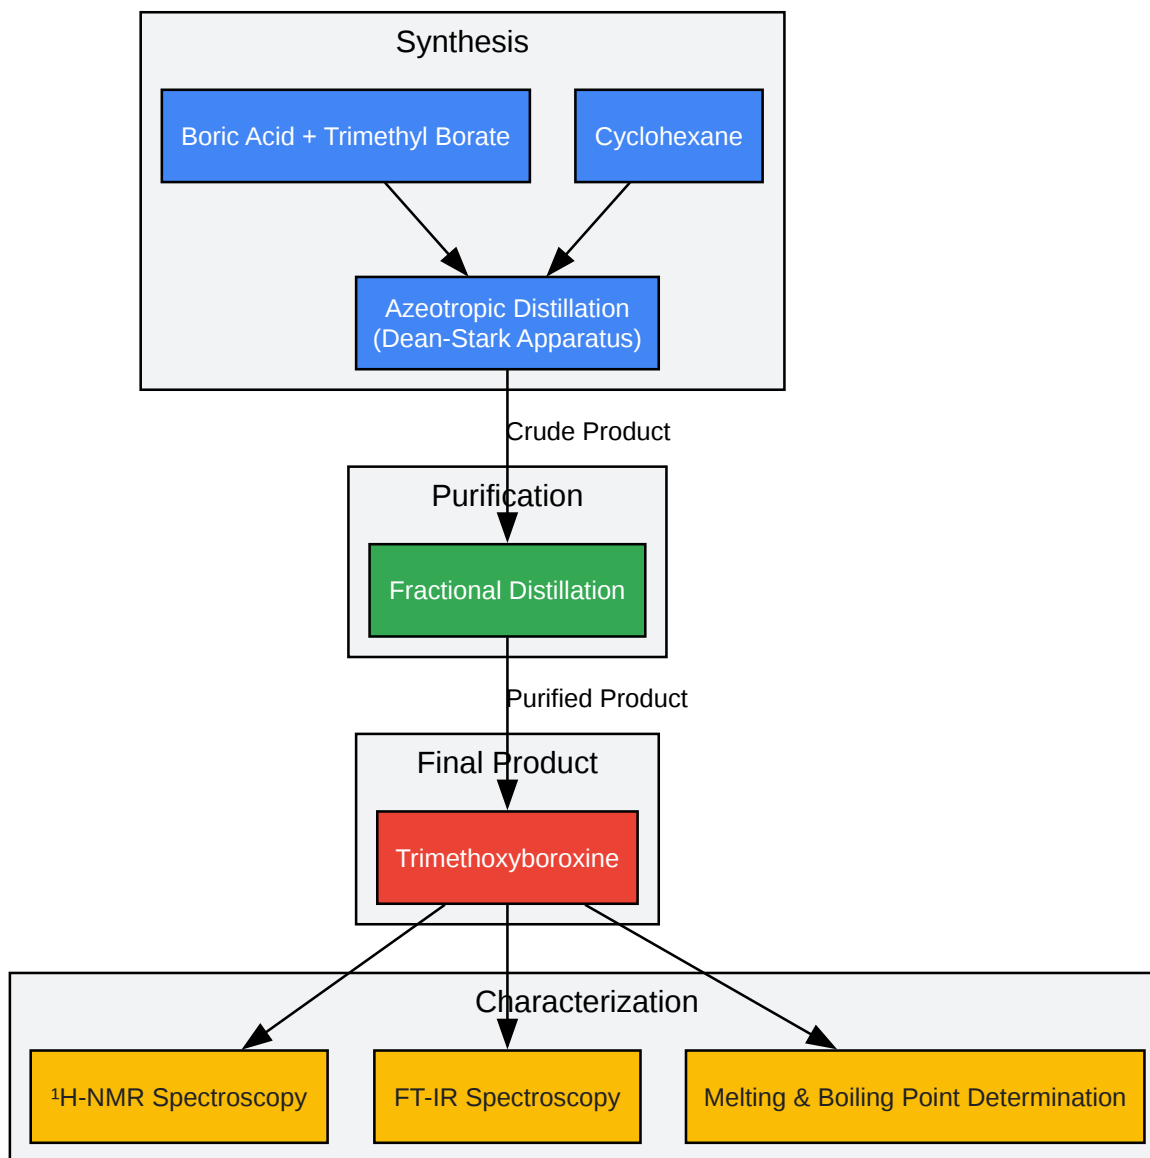 Synthesis
Boric Acid + Trimethyl Borate
Cyclohexane
Azeotropic Distillation
(Dean-Stark Apparatus)
Crude Product
Purification
Fractional Distillation
Purified Product
Final Product
Trimethoxyboroxine
Characterization
¹H-NMR Spectroscopy
FT-IR Spectroscopy
Melting & Boiling Point Determination